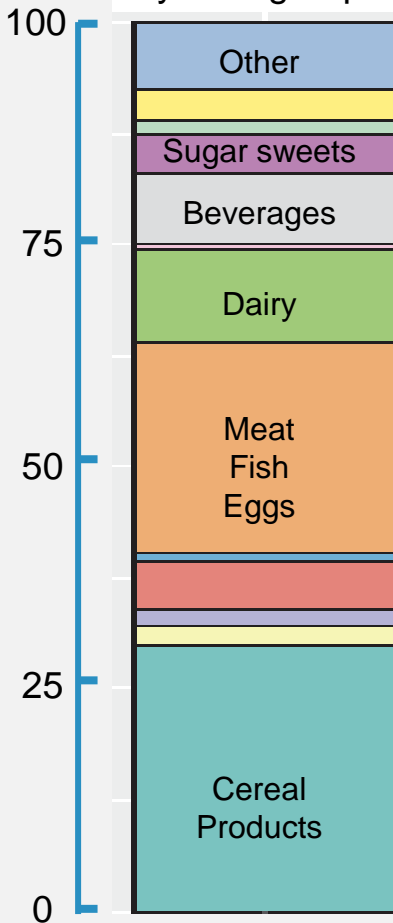 100
Other
Sugar sweets
Beverages
75
Dairy
Meat
Fish
50
Eggs
25
Cereal
Products
0